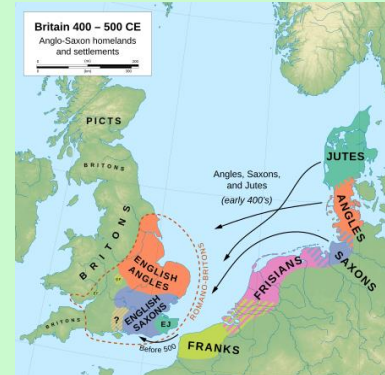 Britain 400 – 500 CE
Anglo-Saxon homelands
and settlements
PICTS
BRITONS
BRITONS
BRITONS
Angles, Saxons,
and Jutes
(early 400's)
JUTES
ANGLES
SAXONS
FRISIANS
FRANKS
ENGLISH
ANGLES
ENGLISH
SAXONS
EJ
?
ROMANO-BRITONS
Before 500